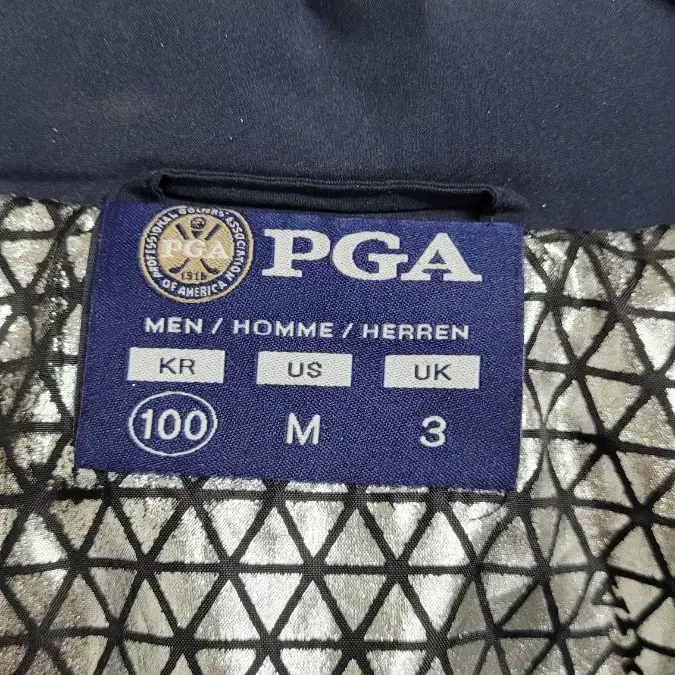 PROFESSIONAL GOLFERS' ASSOCIATION OF AMERICA
PGA
1916
PGA
MEN / HOMME / HERREN
KR US UK
100 M 3